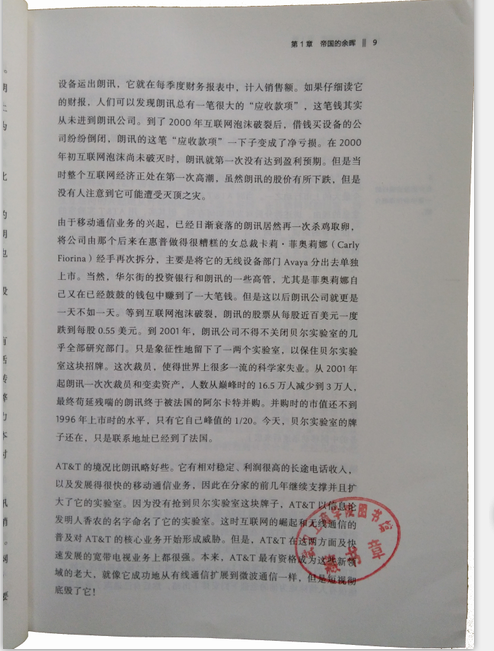 第1章 帝国的余晖 ‖ 9
设备运出朗讯，它就在每季度财务报表中，计入销售额。如果仔细读它
的财报，人们可以发现朗讯总有一笔很大的“应收款项”，这笔钱其实
从未进到朗讯公司。到了 2000 年互联网泡沫破裂后，借钱买设备的公
司纷纷倒闭，朗讯的这笔“应收款项”一下子变成了净亏损。在 2000
年初互联网泡沫尚未破灭时，朗讯就第一次没有达到盈利预期。但是当
时整个互联网经济正处在第一次高潮，虽然朗讯的股价有所下跌，但是
没有人注意到它可能遭受灭顶之灾。
由于移动通信业务的兴起，已经日渐衰落的朗讯居然再一次杀鸡取卵，
将公司由那个后来在惠普做得很糟糕的女总裁卡莉·菲奥莉娜（Carly
Fiorina）经手再次拆分，主要是将它的无线设备部门 Avaya 分出去单独
上市。当然，华尔街的投资银行和朗讯的一些高管，尤其是菲奥莉娜自
己又在已经鼓鼓的钱包中赚到了一大笔钱。但是这以后朗讯公司就更是
一天不如一天。等到互联网泡沫破裂，朗讯的股票从每股近百美元一度
跌到每股 0.55 美元。到 2001 年，朗讯公司不得不关闭贝尔实验室的几
乎全部研究部门。只是象征性地留下了一两个实验室，以保住贝尔实验
室这块招牌。这次裁员，使得世界上很多一流的科学家失业。从 2001 年
起朗讯一次次裁员和变卖资产，人数从巅峰时的 16.5 万人减少到 3 万人，
最终苟延残喘的朗讯终于被法国的阿尔卡特并购。并购时的市值还不到
1996 年上市时的水平，只有它自己峰值的 1/20。今天，贝尔实验室的牌
子还在，只是联系地址已经到了法国。
AT&T 的境况比朗讯略好些。它有相对稳定、利润很高的长途电话收入，
以及发展得很快的移动通信业务，因此在分家的前几年继续支撑并且扩
大了它的实验室。因为没有抢到贝尔实验室这块牌子，AT&T 以信息论
发明人香农的名字命名了它的实验室。这时互联网的崛起和无线通信的
普及对 AT&T 的核心业务开始形成威胁。但是，AT&T 在这两方面及快
速发展的宽带电视业务上都很强。本来，AT&T 最有资格成为这些新领
域的老大，就像它成功地从有线通信扩展到微波通信一样，但是短视彻
底毁了它！
藏书章